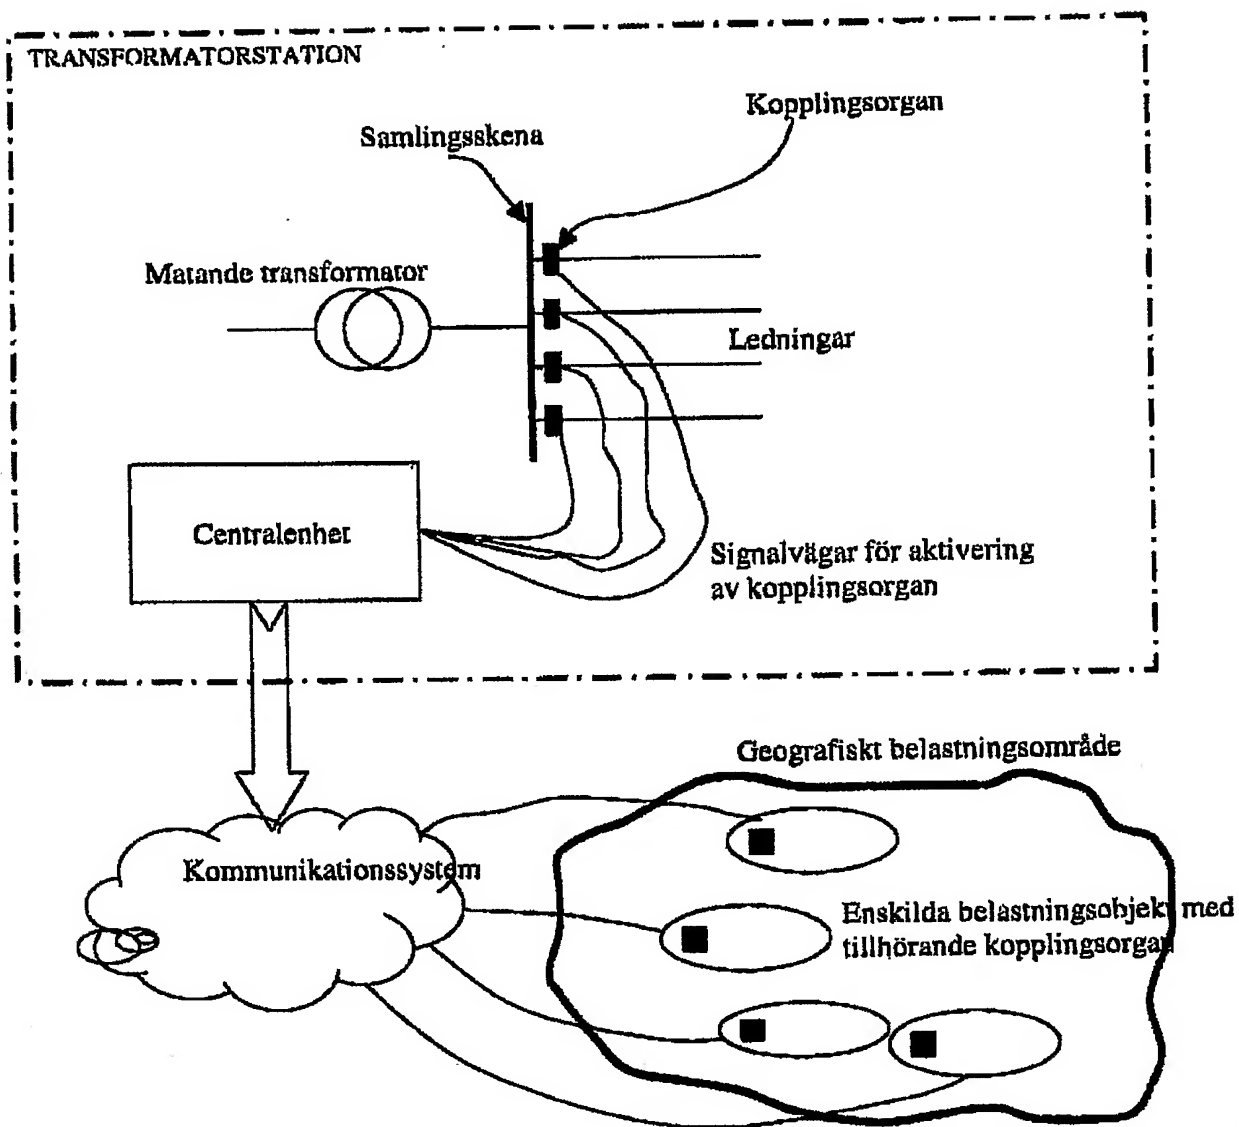 TRANSFORMATORSTATION
Kopplingsorgan
Samlingsskena
Matande transformator
Ledningar
Centralenhet
Signalvägar för aktivering
av kopplingsorgan
Geografiskt belastningsområde
Kommunikationssystem
Enskilda belastningsobjekt med
tillhörande kopplingsorgan